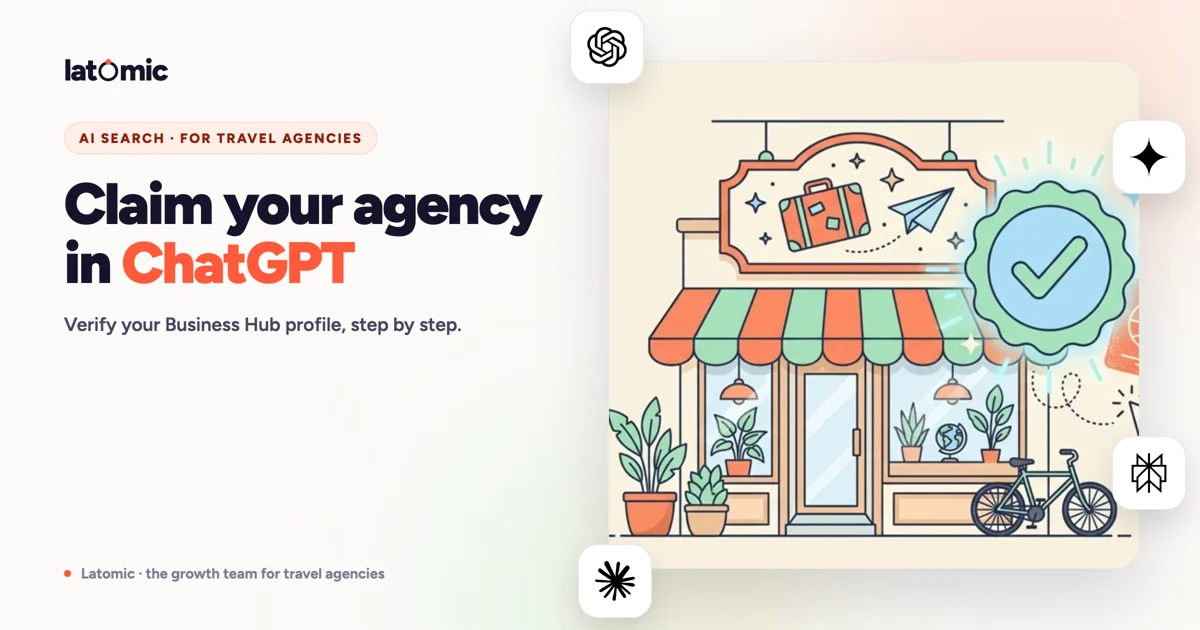 latomic
AI SEARCH · FOR TRAVEL AGENCIES
Claim your agency
in ChatGPT
Verify your Business Hub profile, step by step.
Latomic · the growth team for travel agencies